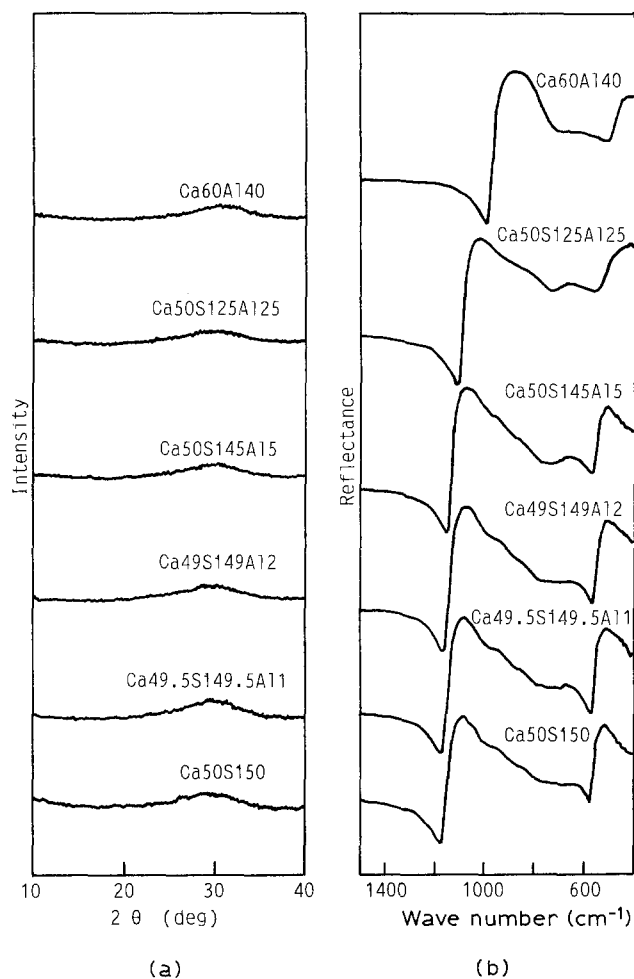 Ca60Al40
Ca50Si25Al25
Ca50Si45Al5
Ca49Si49Al2
Ca49.5Si49.5Al1
Ca50Si50
Intensity
10 20 30 40
2 θ (deg)
(a)
Ca60Al40
Ca50Si25Al25
Ca50Si45Al5
Ca49Si49Al2
Ca49.5Si49.5Al1
Ca50Si50
Reflectance
1400 1000 600
Wave number (cm⁻¹)
(b)